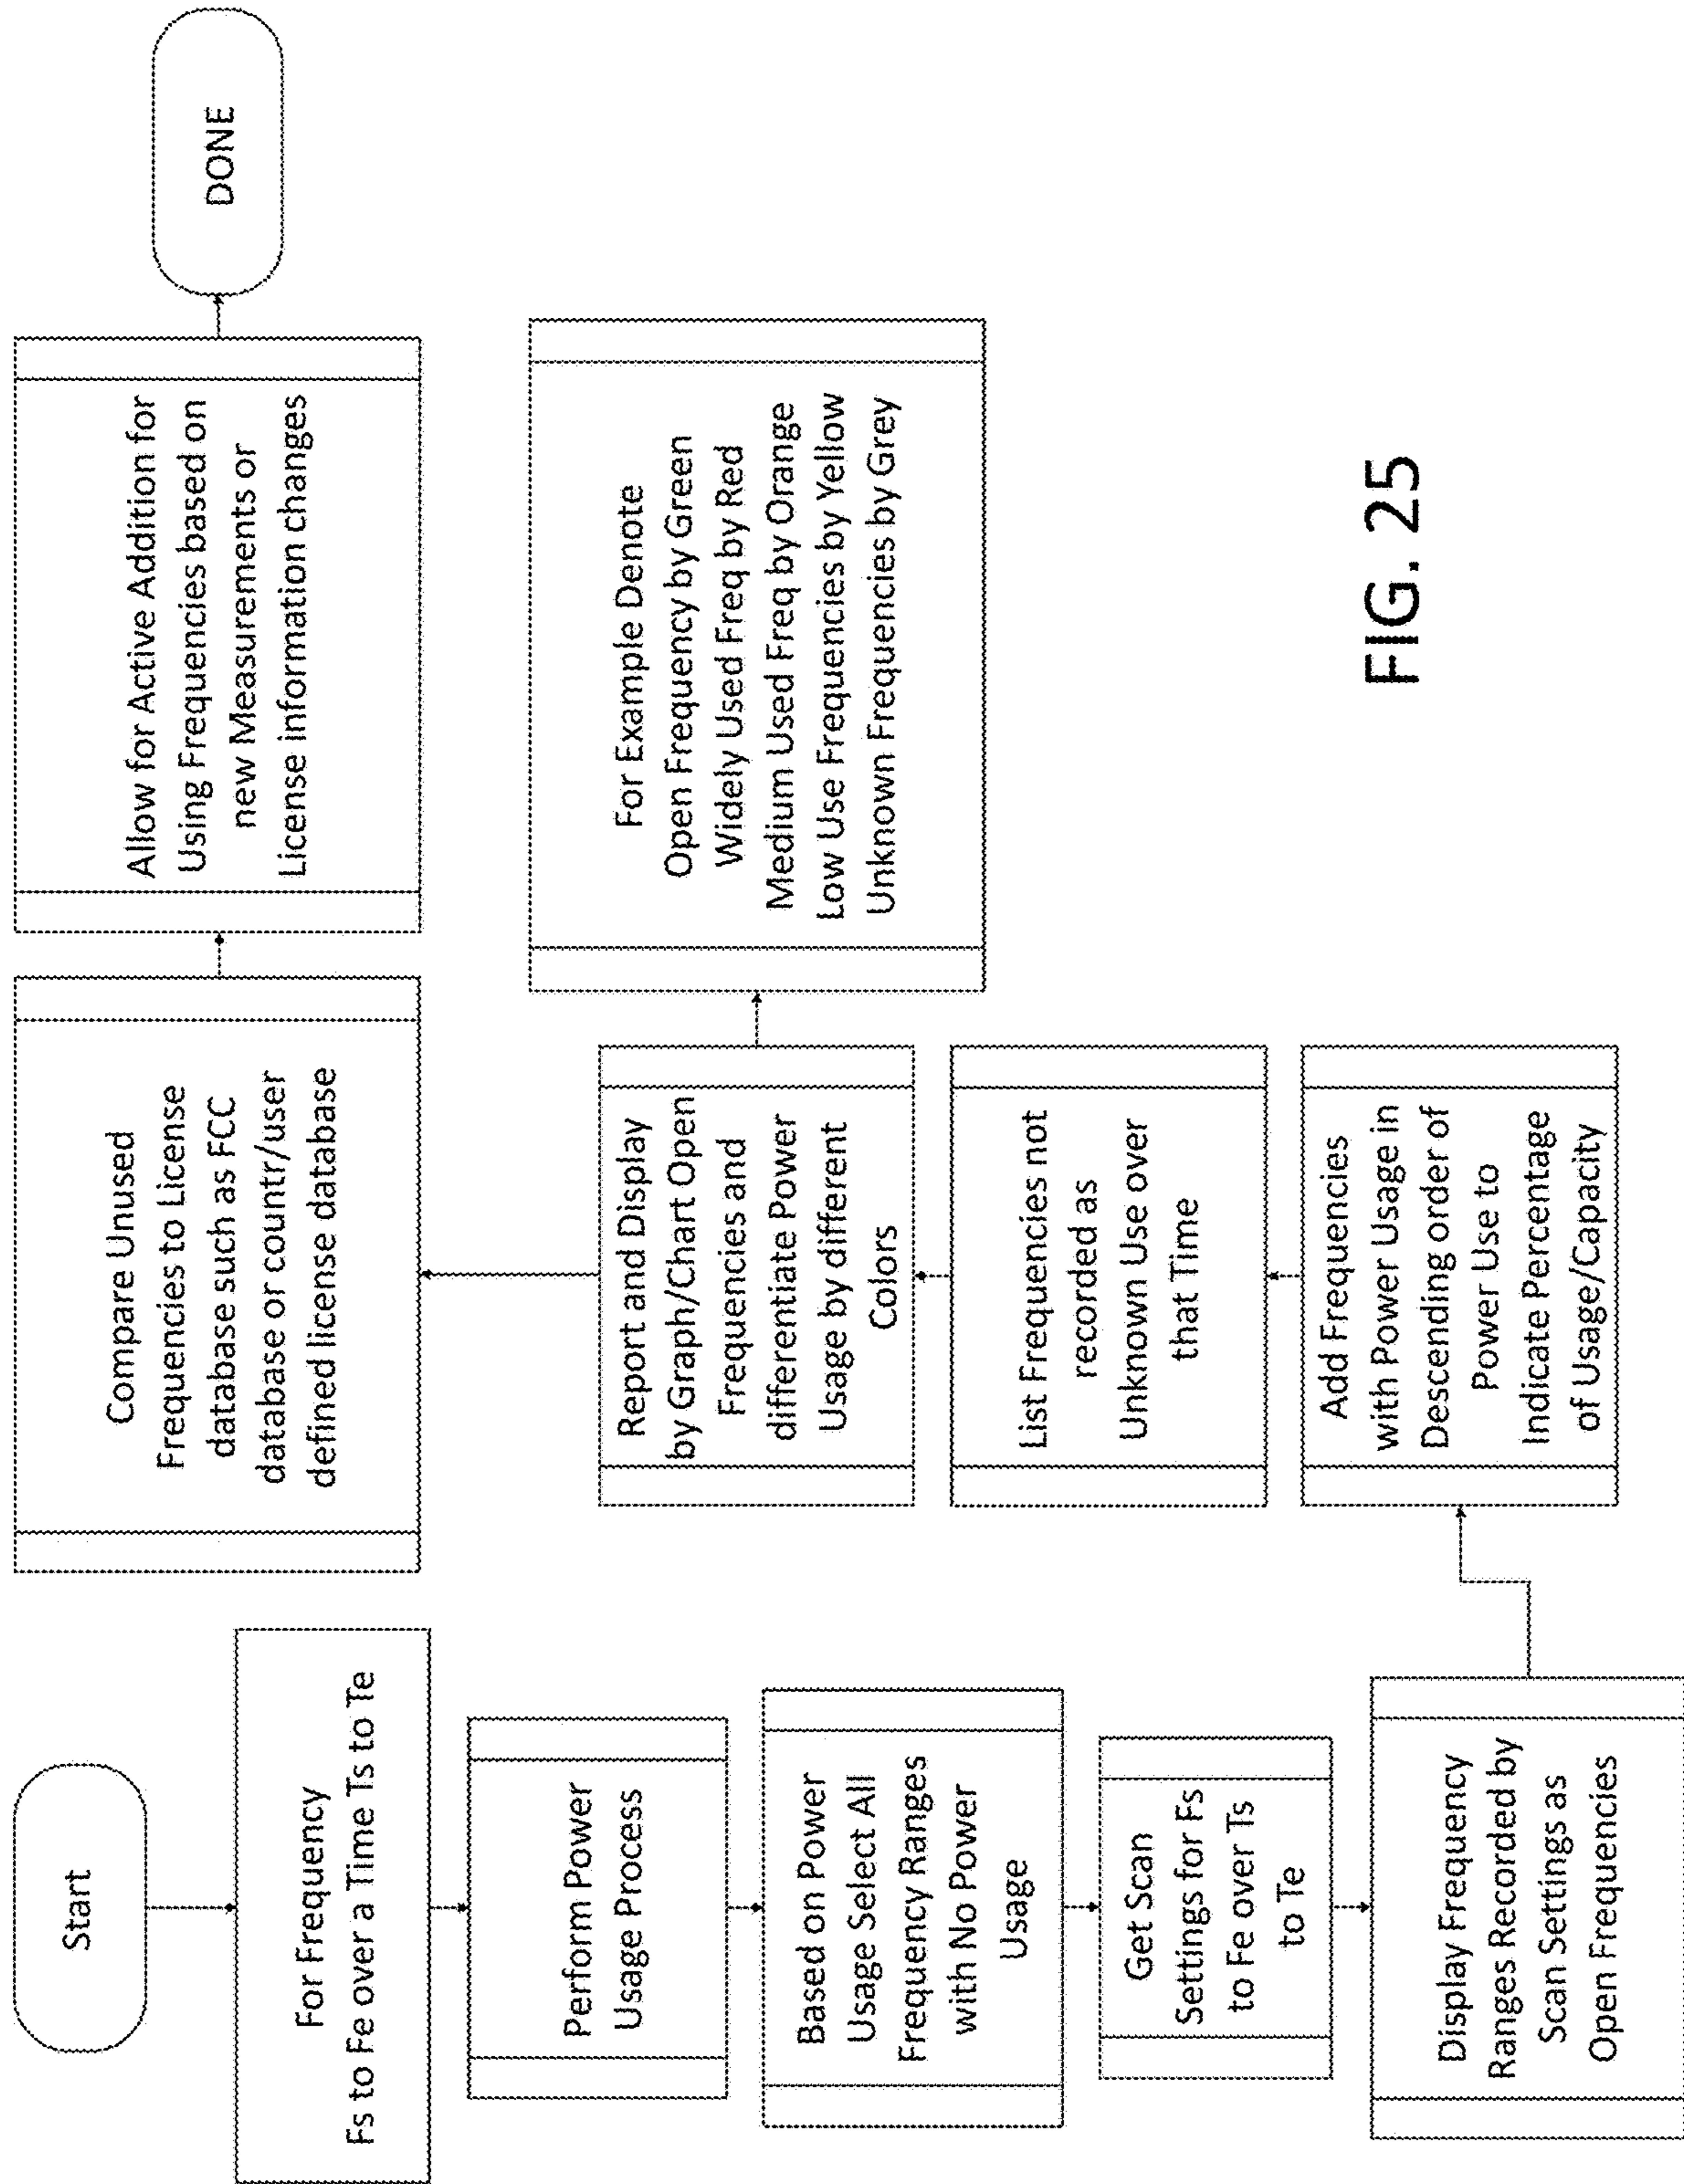 Start
For Frequency
Fs to Fe over a Time Ts to Te
Perform Power
Usage Process
Based on Power
Usage Select All
Frequency Ranges
with No Power
Usage
Get Scan
Settings for Fs
to Fe over Ts
to Te
Display Frequency
Ranges Recorded by
Scan Settings as
Open Frequencies
Add Frequencies
with Power Usage in
Descending order of
Power Use to
Indicate Percentage
of Usage/Capacity
List Frequencies not
recorded as
Unknown Use over
that Time
Report and Display
by Graph/Chart Open
Frequencies and
differentiate Power
Usage by different
Colors
For Example Denote
Open Frequency by Green
Widely Used Freq by Red
Medium Used Freq by Orange
Low Use Frequencies by Yellow
Unknown Frequencies by Grey
Compare Unused
Frequencies to License
database such as FCC
database or countr/user
defined license database
Allow for Active Addition for
Using Frequencies based on
new Measurements or
License information changes
DONE
FIG. 25